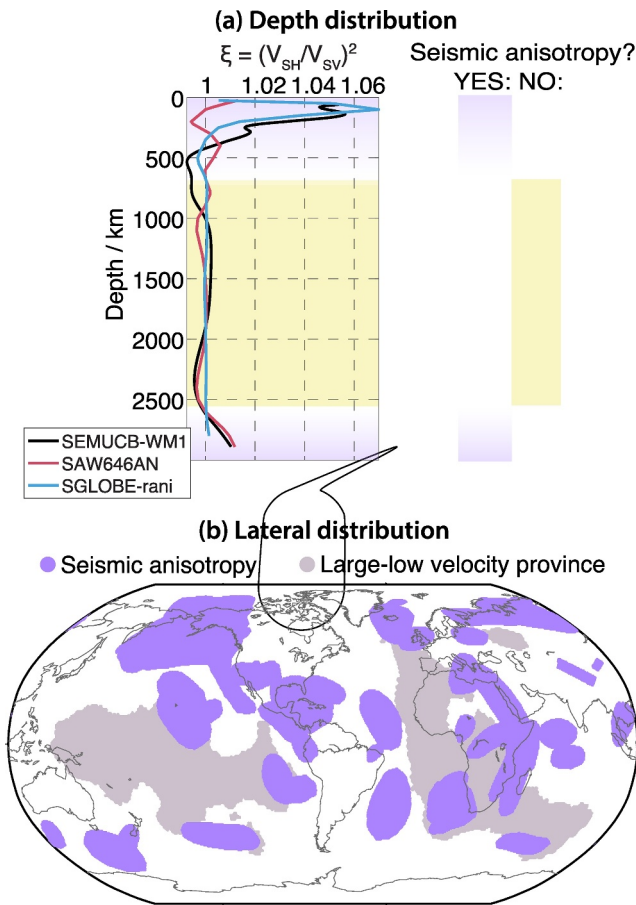 (a) Depth distribution
ξ = (V_SH/V_SV)²
Seismic anisotropy?
1 1.02 1.04 1.06
YES: NO:
0
500
1000
1500
2000
2500
Depth / km
SEMUCB-WM1
SAW646AN
SGLOBE-rani
(b) Lateral distribution
Seismic anisotropy
Large-low velocity province